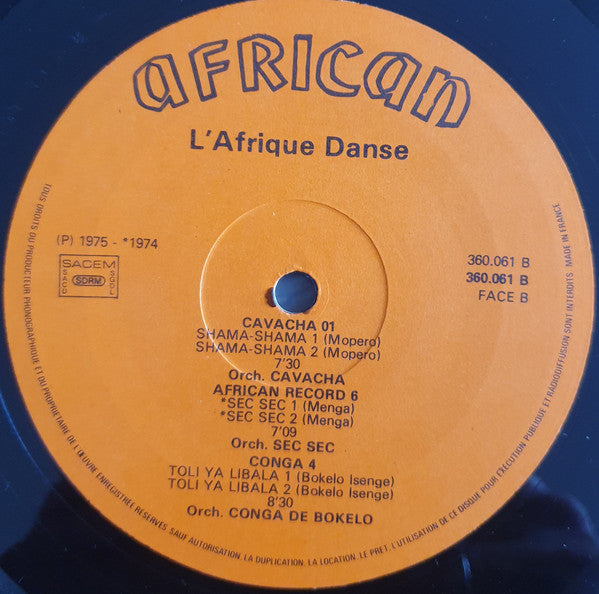 AFRICAN
L'Afrique Danse
(P) 1975 - *1974
SACEM
SACD SDRM SGDL
360.061 B
360.061 B
FACE B
CAVACHA 01
SHAMA-SHAMA 1 (Mopero)
SHAMA-SHAMA 2 (Mopero)
7'30
Orch. CAVACHA
AFRICAN RECORD 6
*SEC SEC 1 (Menga)
*SEC SEC 2 (Menga)
7'09
Orch. SEC SEC
CONGA 4
TOLI YA LIBALA 1 (Bokelo Isenge)
TOLI YA LIBALA 2 (Bokelo Isenge)
8'30
Orch. CONGA DE BOKELO
TOUS DROITS DU PRODUCTEUR PHONOGRAPHIQUE ET DU PROPRIETAIRE DE L'ŒUVRE ENREGISTREE RESERVES SAUF AUTORISATION, LA DUPLICATION, LA LOCATION, LE PRET, L'UTILISATION DE CE DISQUE POUR EXECUTION PUBLIQUE ET RADIODIFFUSION SONT INTERDITS MADE IN FRANCE